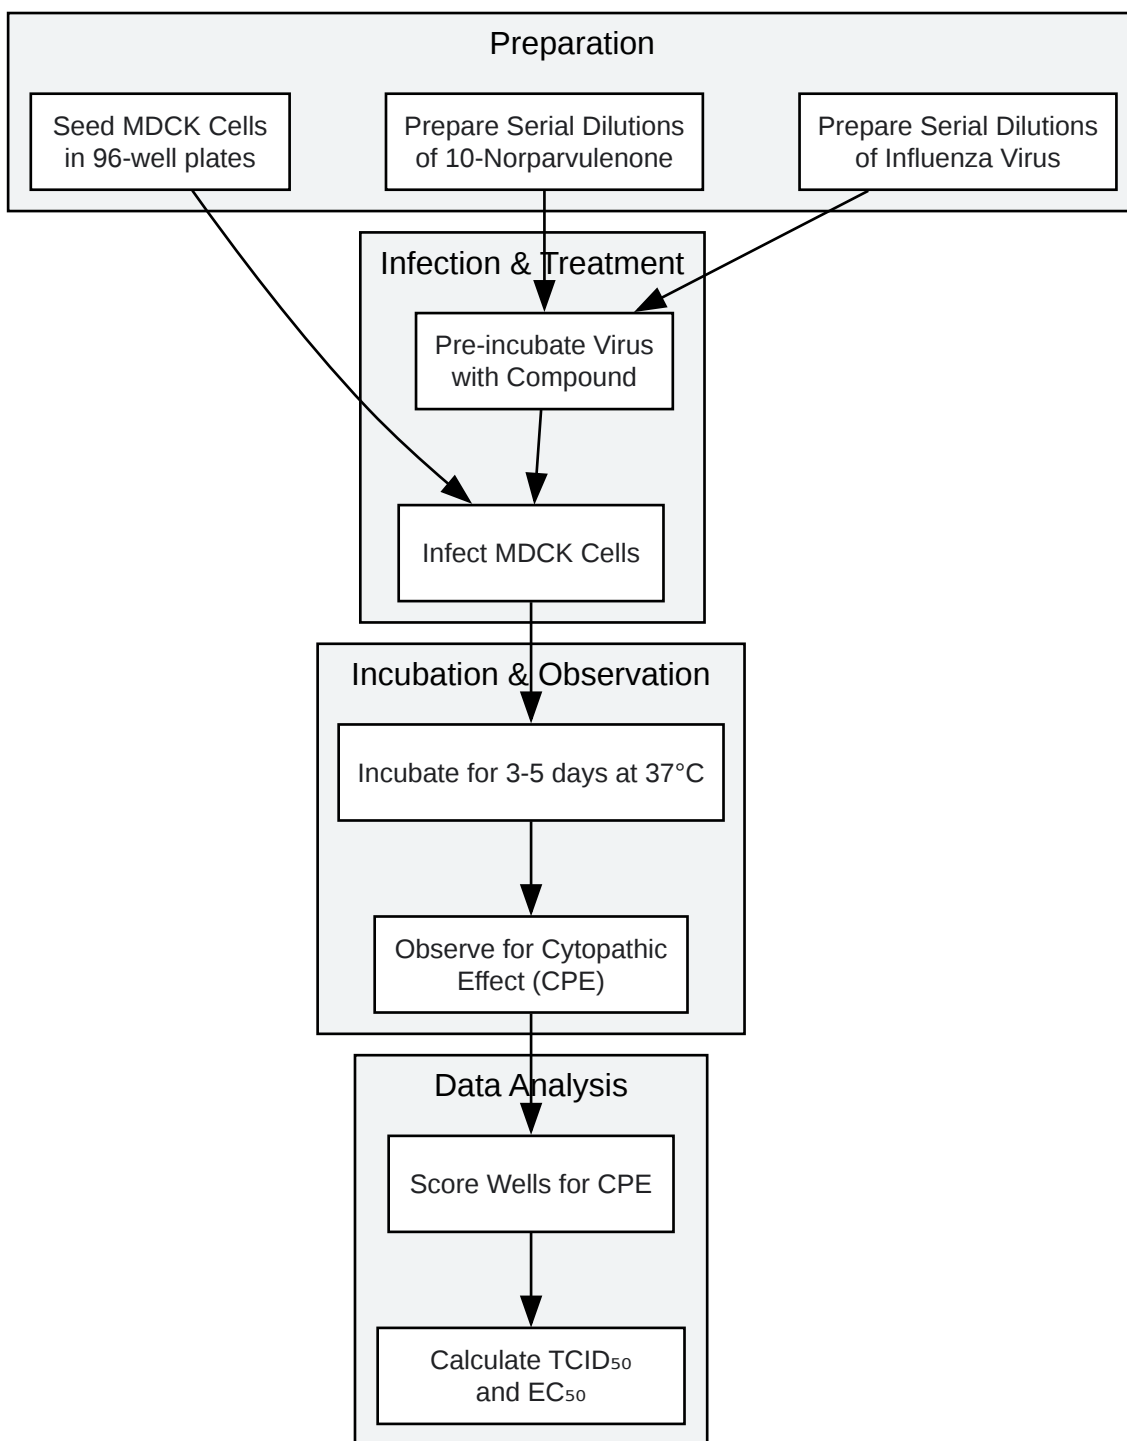 Preparation
Seed MDCK Cells
in 96-well plates
Prepare Serial Dilutions
of 10-Norparvulenone
Prepare Serial Dilutions
of Influenza Virus
Infection & Treatment
Pre-incubate Virus
with Compound
Infect MDCK Cells
Incubation & Observation
Incubate for 3-5 days at 37°C
Observe for Cytopathic
Effect (CPE)
Data Analysis
Score Wells for CPE
Calculate TCID₅₀
and EC₅₀